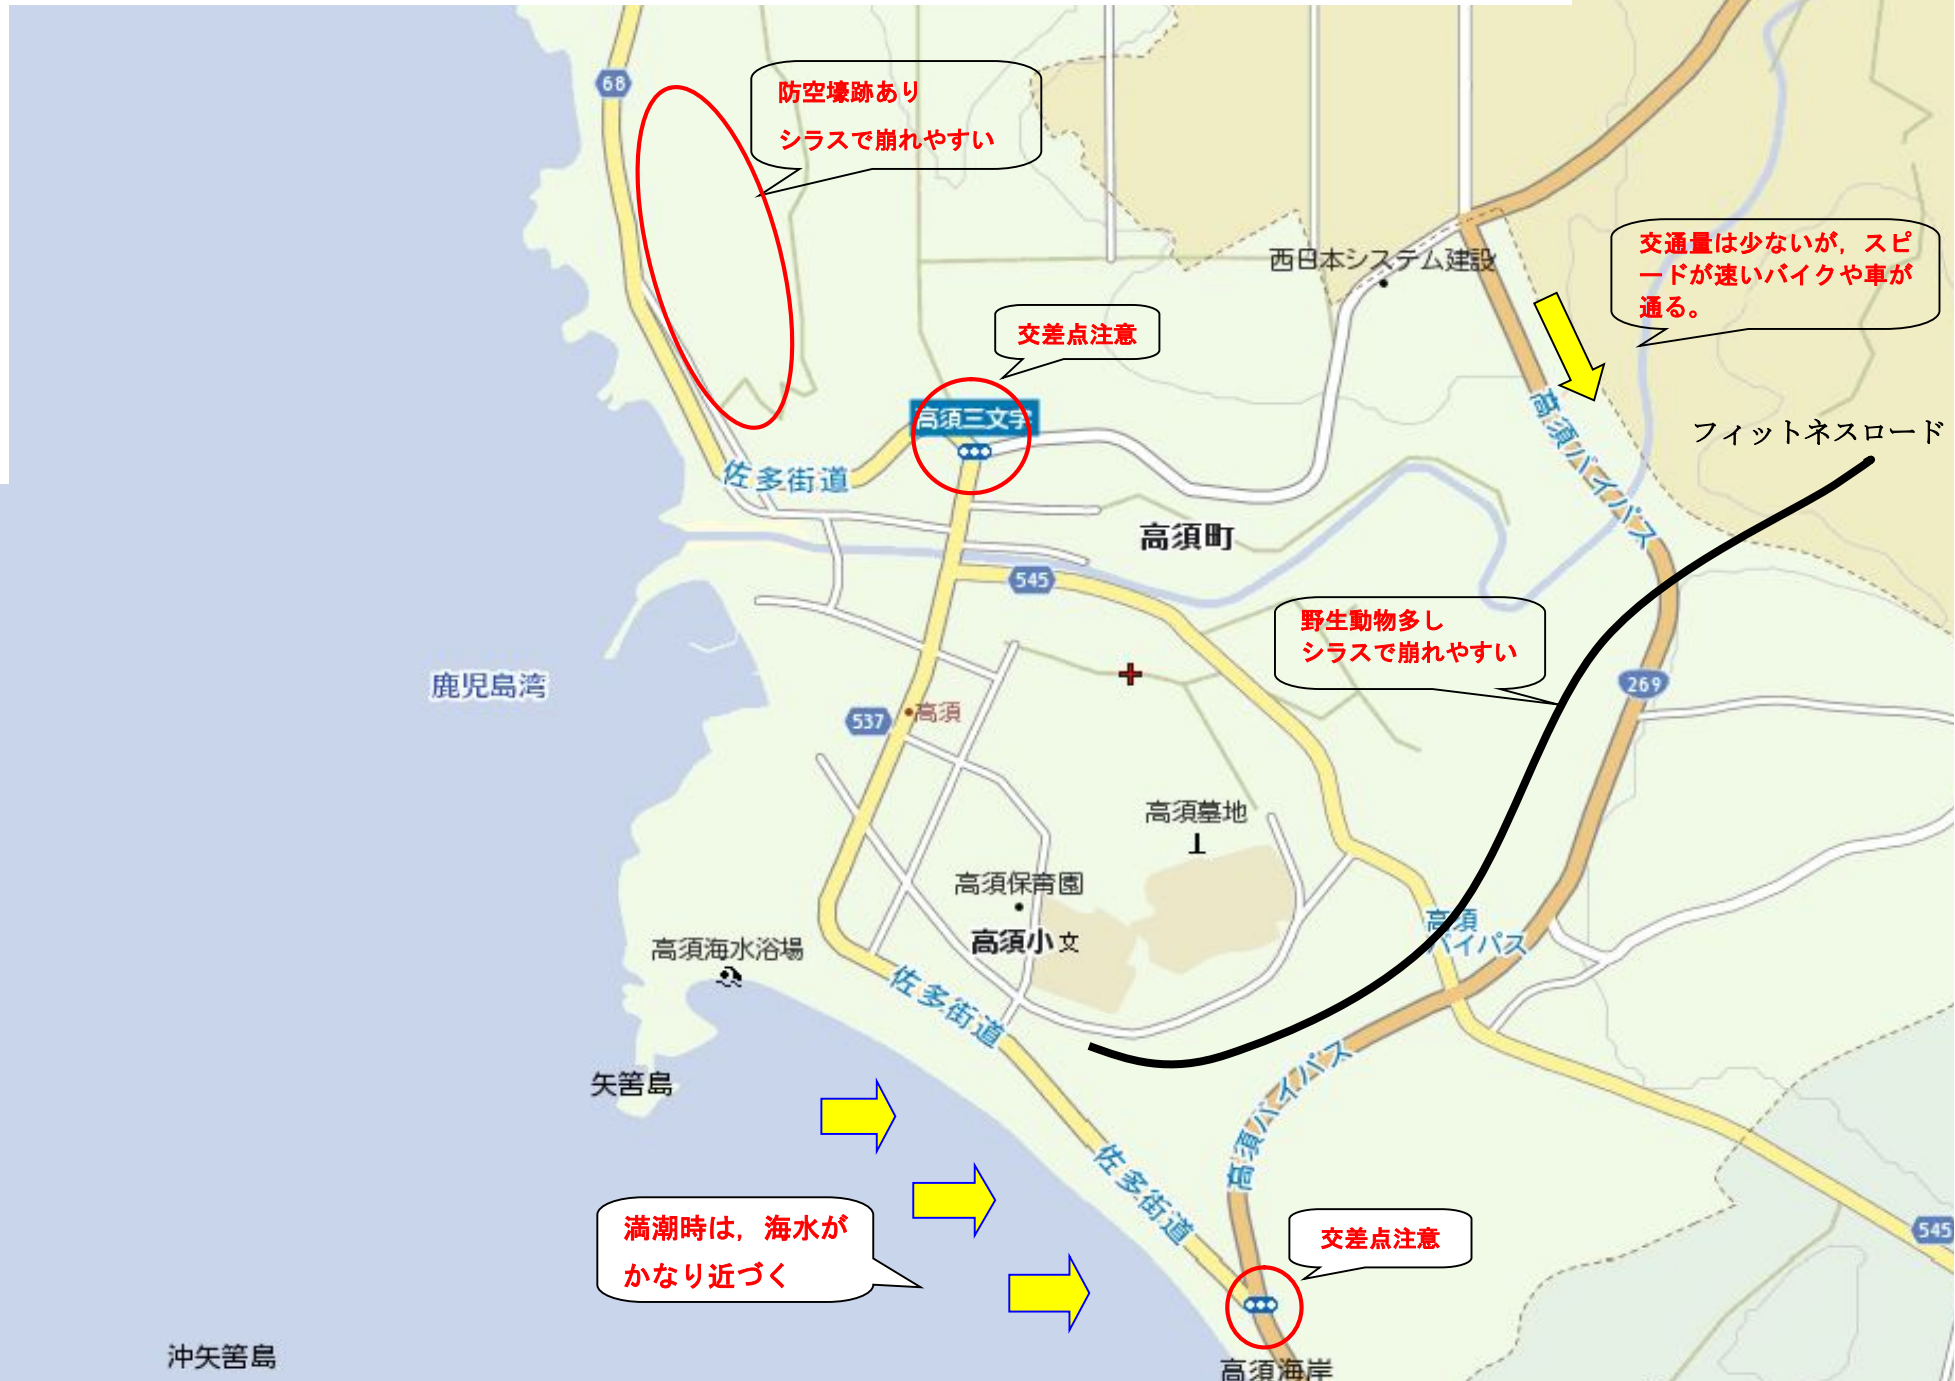 68
防空壕跡あり
シラスで崩れやすい
西日本システム建設
交通量は少ないが，スピ
ードが速いバイクや車が
通る。
交差点注意
高須三文字
高須バイパス
フィットネスロード
佐多街道
高須町
545
野生動物多し
シラスで崩れやすい
鹿児島湾
269
537
高須
高須墓地
高須保育園
高須小
文
高須
バイパス
高須海水浴場
佐多街道
矢筈島
高須バイパス
佐多街道
満潮時は，海水が
かなり近づく
交差点注意
545
沖矢筈島
高須海岸